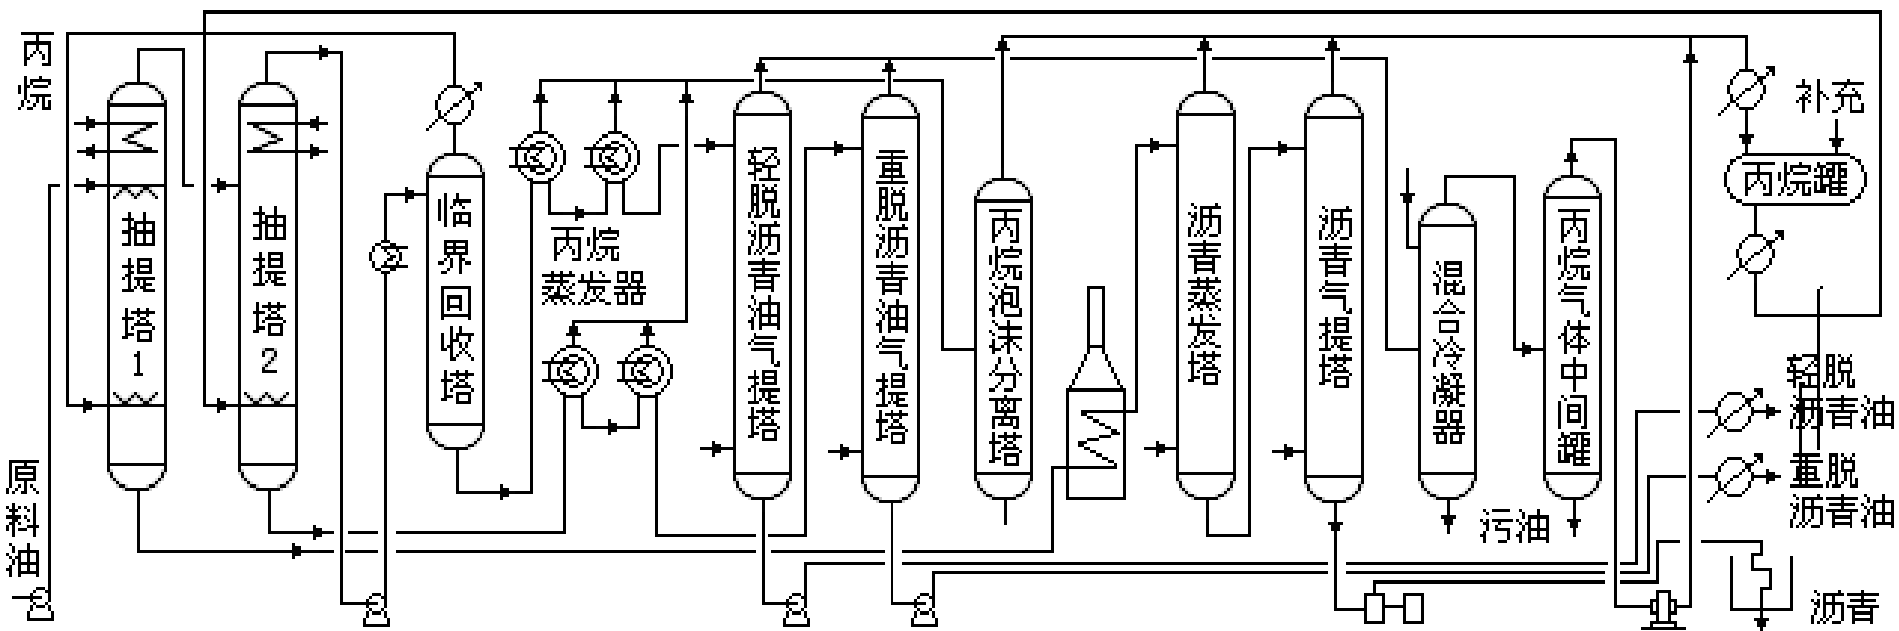 丙烷
抽提塔1
抽提塔2
临界回收塔
丙烷
蒸发器
轻脱沥青油气提塔
重脱沥青油气提塔
丙烷泡沫分离塔
沥青蒸发塔
沥青气提塔
混合冷凝器
丙烷气体中间罐
补充
丙烷罐
轻脱
沥青油
重脱
沥青油
原料油
污油
沥青